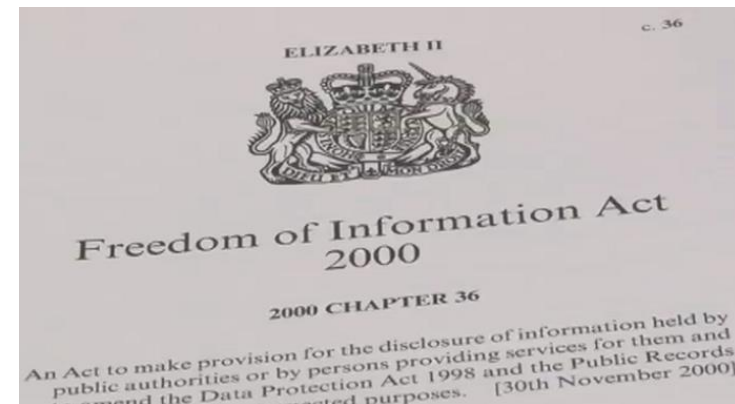 c. 36
ELIZABETH II
DIEU ET MON DROIT
Freedom of Information Act
2000
2000 CHAPTER 36
An Act to make provision for the disclosure of information held by
public authorities or by persons providing services for them and
amend the Data Protection Act 1998 and the Public Records
purposes. [30th November 2000]